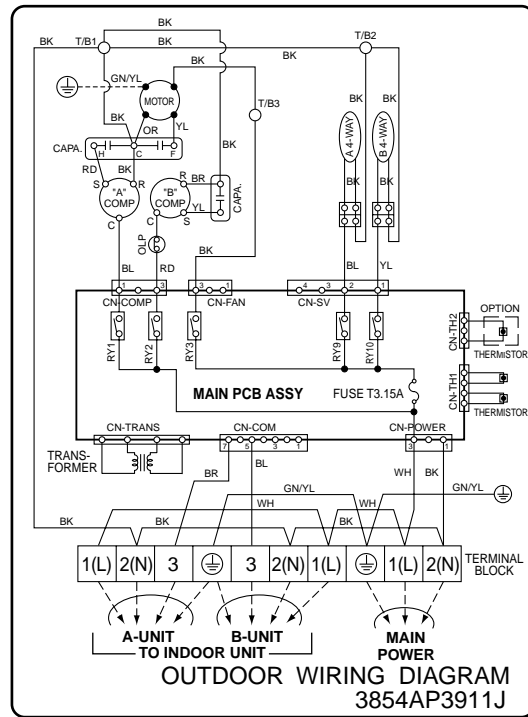 BK
BK T/B1 BK T/B2
BK
GN/YL BK
MOTOR
BK OR YL T/B3
CAPA. H C F
BK
A 4-WAY
BK
B 4-WAY
BK
RD BK
S R
"A" COMP
C
R BR
"B" COMP
C S YL
CAPA.
BK
BK
OLP
BK
BL RD BL YL
1 3 3 1 4 3 2 1
CN-COMP CN-FAN CN-SV
RY1 RY2 RY3 RY9 RY10
MAIN PCB ASSY FUSE T3.15A
CN-TH2
OPTION
THERMISTOR
CN-TH1
THERMISTOR
CN-TRANS CN-COM CN-POWER
7 5 3 1 3 1
TRANS-
FORMER
BR BL WH BK
GN/YL GN/YL
WH WH
BK BK BK
1(L) 2(N) 3 3 2(N) 1(L) 1(L) 2(N)
TERMINAL
BLOCK
A-UNIT B-UNIT MAIN
TO INDOOR UNIT POWER
OUTDOOR WIRING DIAGRAM
3854AP3911J